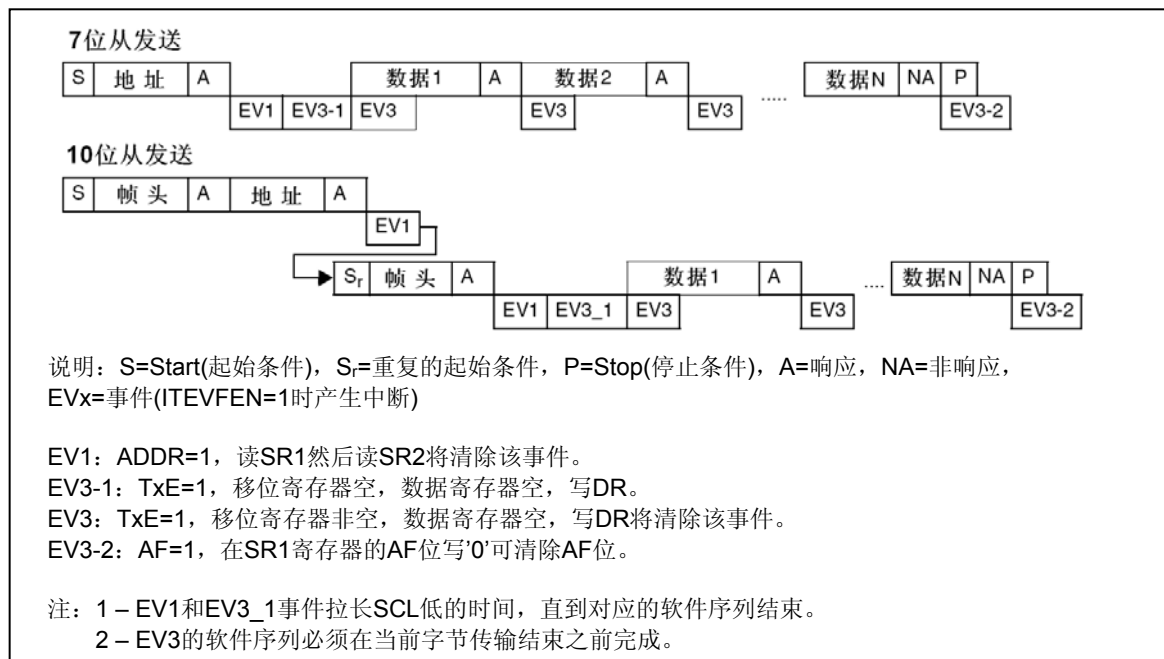 7位从发送
S 地址 A 数据1 A 数据2 A ..... 数据N NA P
EV1 EV3-1 EV3 EV3 EV3 EV3-2
10位从发送
S 帧头 A 地址 A
EV1
Sr 帧头 A 数据1 A .... 数据N NA P
EV1 EV3_1 EV3 EV3 EV3-2
说明：S=Start(起始条件)，Sr=重复的起始条件，P=Stop(停止条件)，A=响应，NA=非响应，
EVx=事件(ITEVFEN=1时产生中断)
EV1：ADDR=1，读SR1然后读SR2将清除该事件。
EV3-1：TxE=1，移位寄存器空，数据寄存器空，写DR。
EV3：TxE=1，移位寄存器非空，数据寄存器空，写DR将清除该事件。
EV3-2：AF=1，在SR1寄存器的AF位写'0'可清除AF位。
注：1 – EV1和EV3_1事件拉长SCL低的时间，直到对应的软件序列结束。
2 – EV3的软件序列必须在当前字节传输结束之前完成。